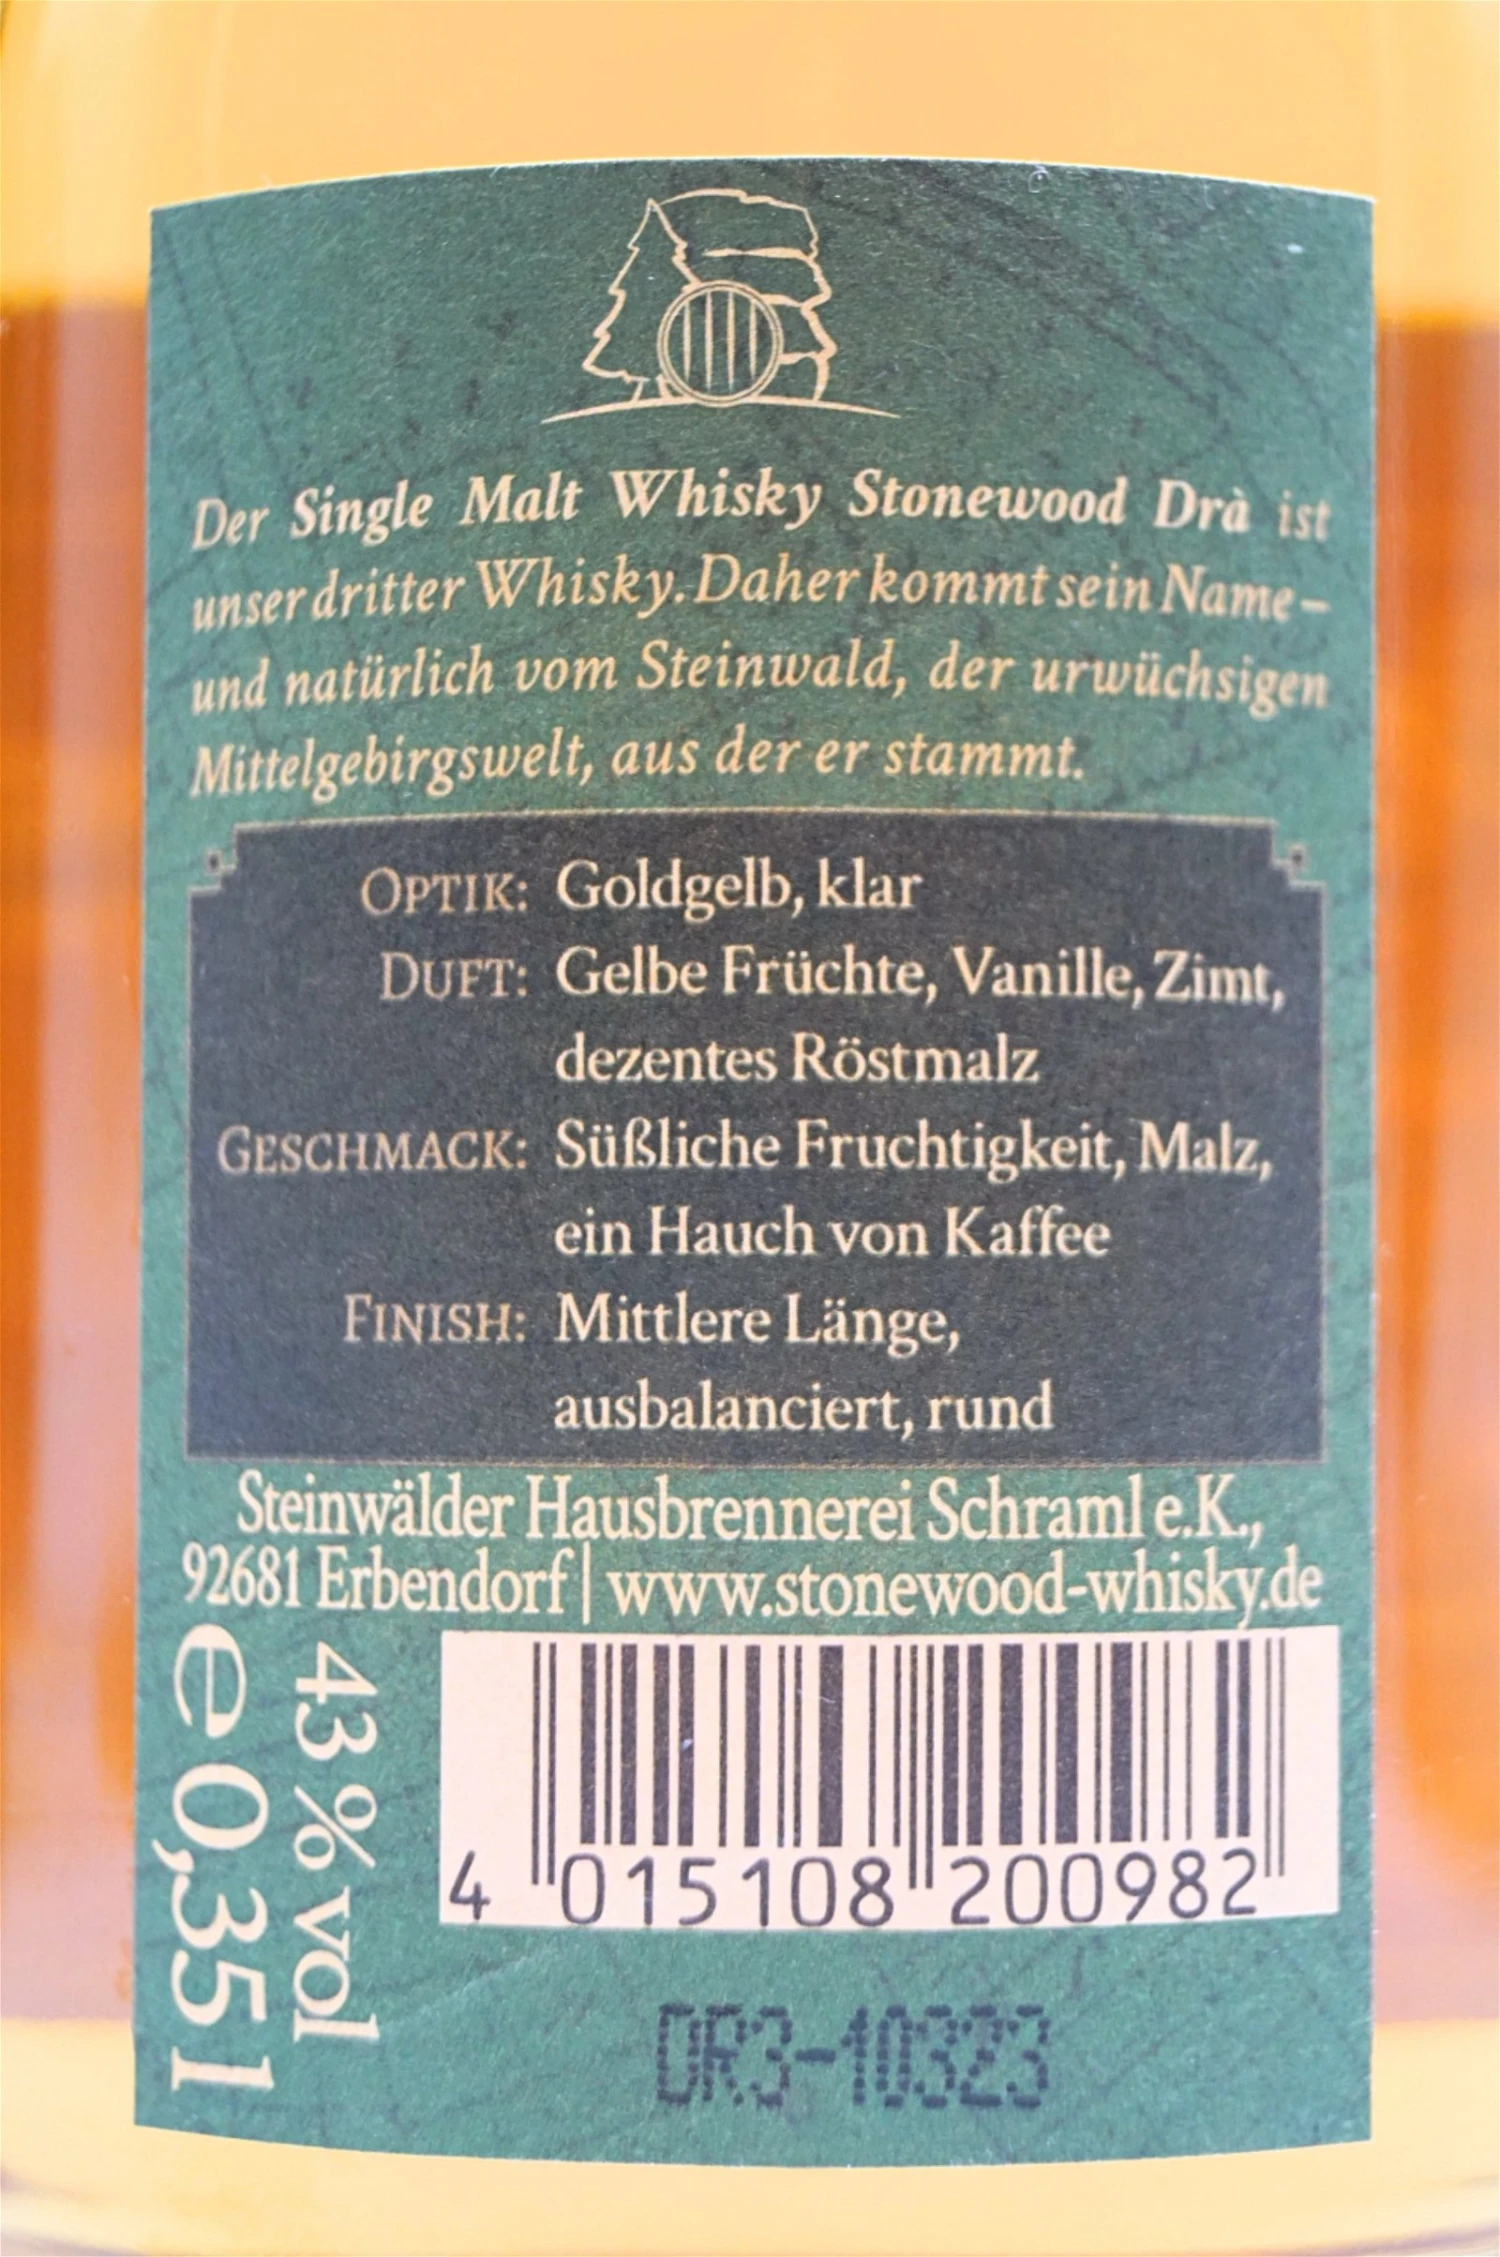 Der Single Malt Whisky Stonewood Drà ist
unser dritter Whisky. Daher kommt sein Name –
und natürlich vom Steinwald, der urwüchsigen
Mittelgebirgswelt, aus der er stammt.
OPTIK: Goldgelb, klar
DUFT: Gelbe Früchte, Vanille, Zimt,
dezentes Röstmalz
GESCHMACK: Süßliche Fruchtigkeit, Malz,
ein Hauch von Kaffee
FINISH: Mittlere Länge,
ausbalanciert, rund
Steinwälder Hausbrennerei Schraml e.K.,
92681 Erbendorf | www.stonewood-whisky.de
43 % vol
e 0,35 l
4 015108 200982
DR3-10323